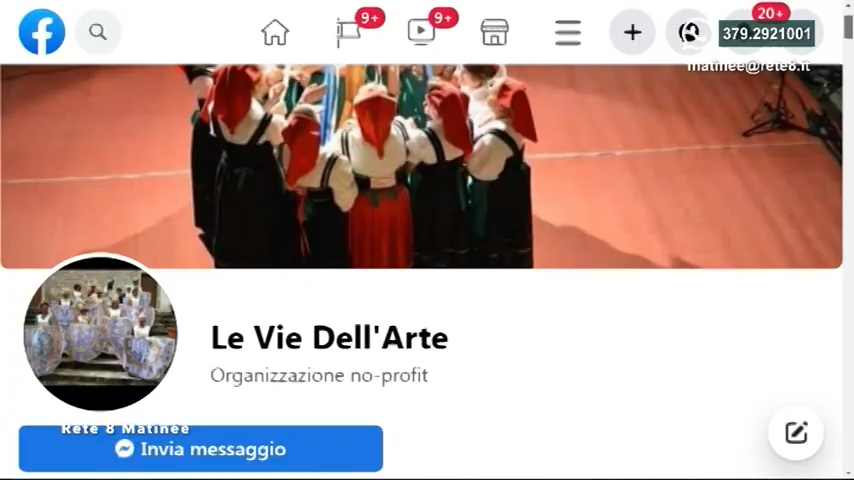 9+
9+
20+
379.2921001
matinee@rete8.it
Le Vie Dell'Arte
Organizzazione no-profit
Rete 8 Matinee
Invia messaggio